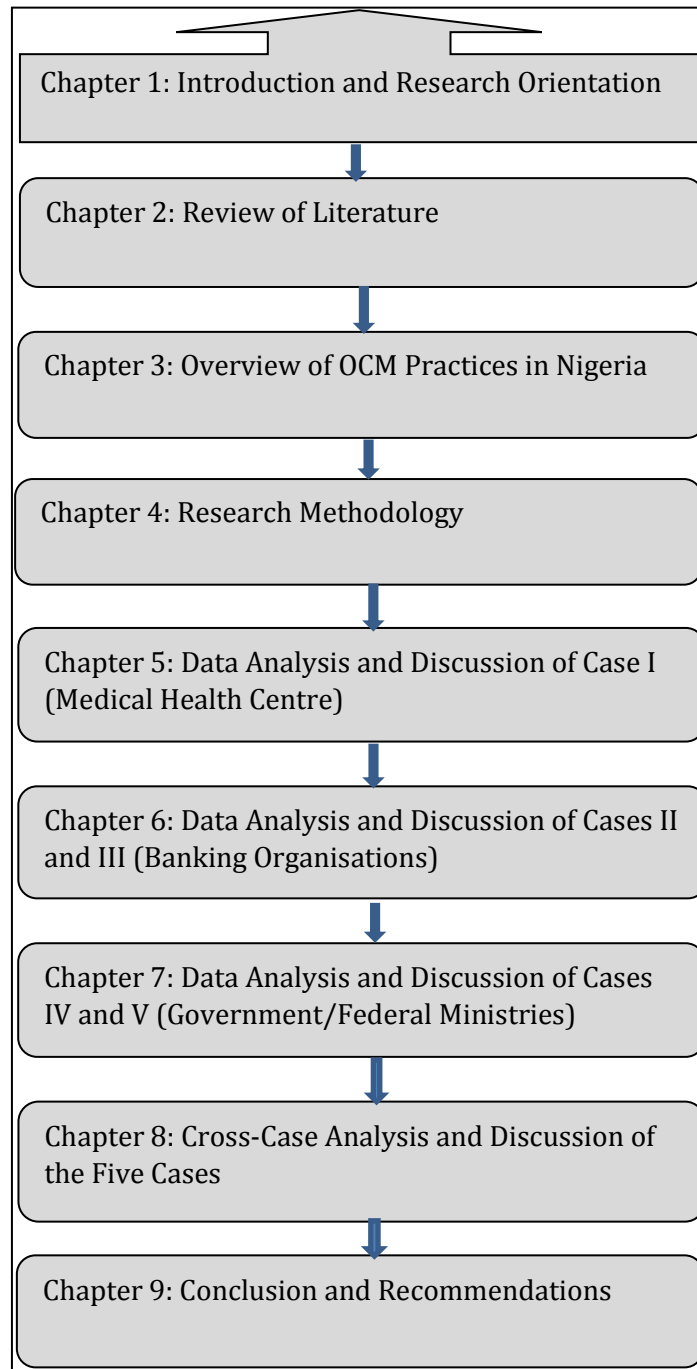 Chapter 1: Introduction and Research Orientation
Chapter 2: Review of Literature
Chapter 3: Overview of OCM Practices in Nigeria
Chapter 4: Research Methodology
Chapter 5: Data Analysis and Discussion of Case I
(Medical Health Centre)
Chapter 6: Data Analysis and Discussion of Cases II
and III (Banking Organisations)
Chapter 7: Data Analysis and Discussion of Cases
IV and V (Government/Federal Ministries)
Chapter 8: Cross-Case Analysis and Discussion of
the Five Cases
Chapter 9: Conclusion and Recommendations